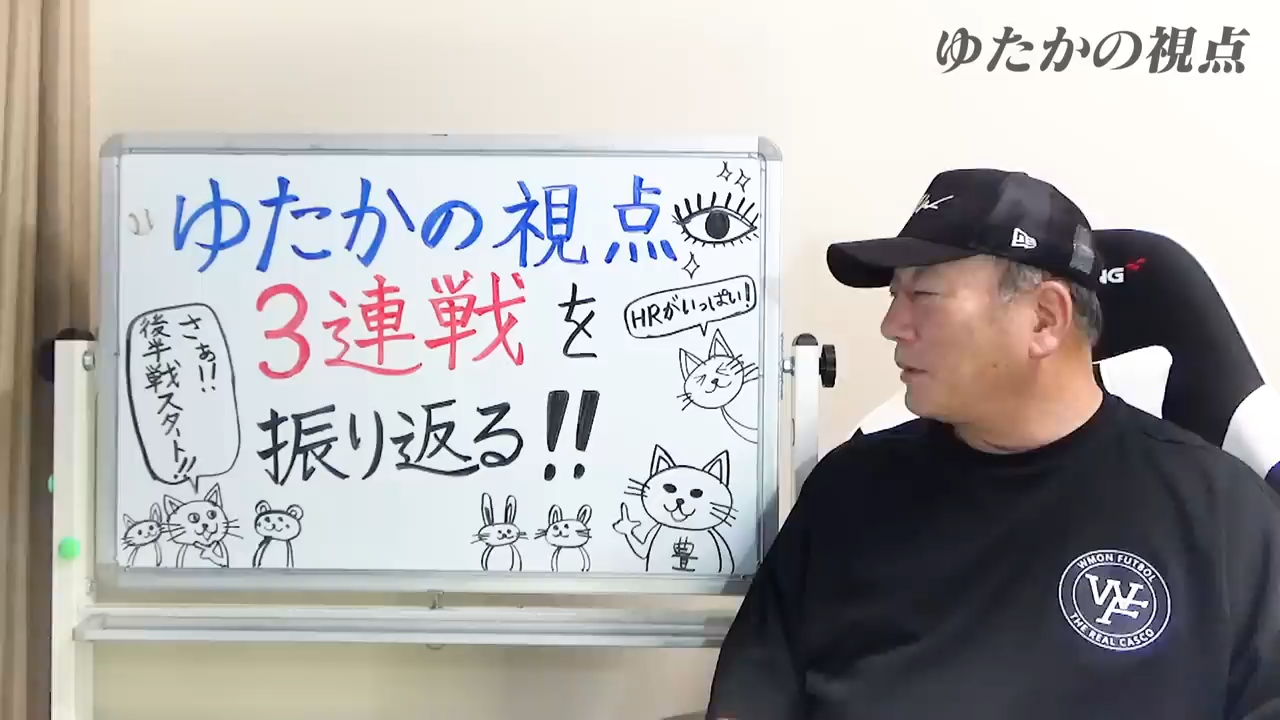 ゆたかの視点
ゆたかの視点
3連戦を
振り返る!!
HRがいっぱい!
さぁ!!
後半戦スタート!!
豊
NG
WMON FUTBOL
WF
THE REAL CASCO